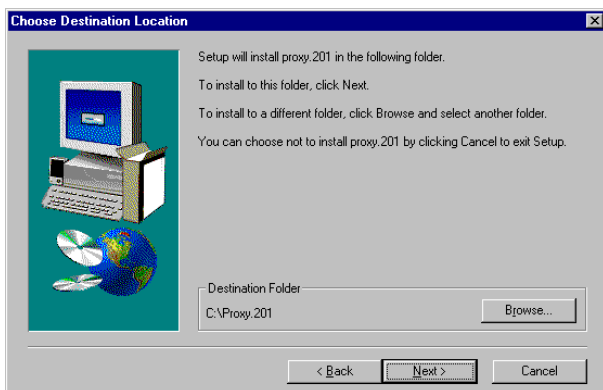 Choose Destination Location
Setup will install proxy.201 in the following folder.
To install to this folder, click Next.
To install to a different folder, click Browse and select another folder.
You can choose not to install proxy.201 by clicking Cancel to exit Setup.
Destination Folder
C:\Proxy.201
Browse...
< Back
Next >
Cancel